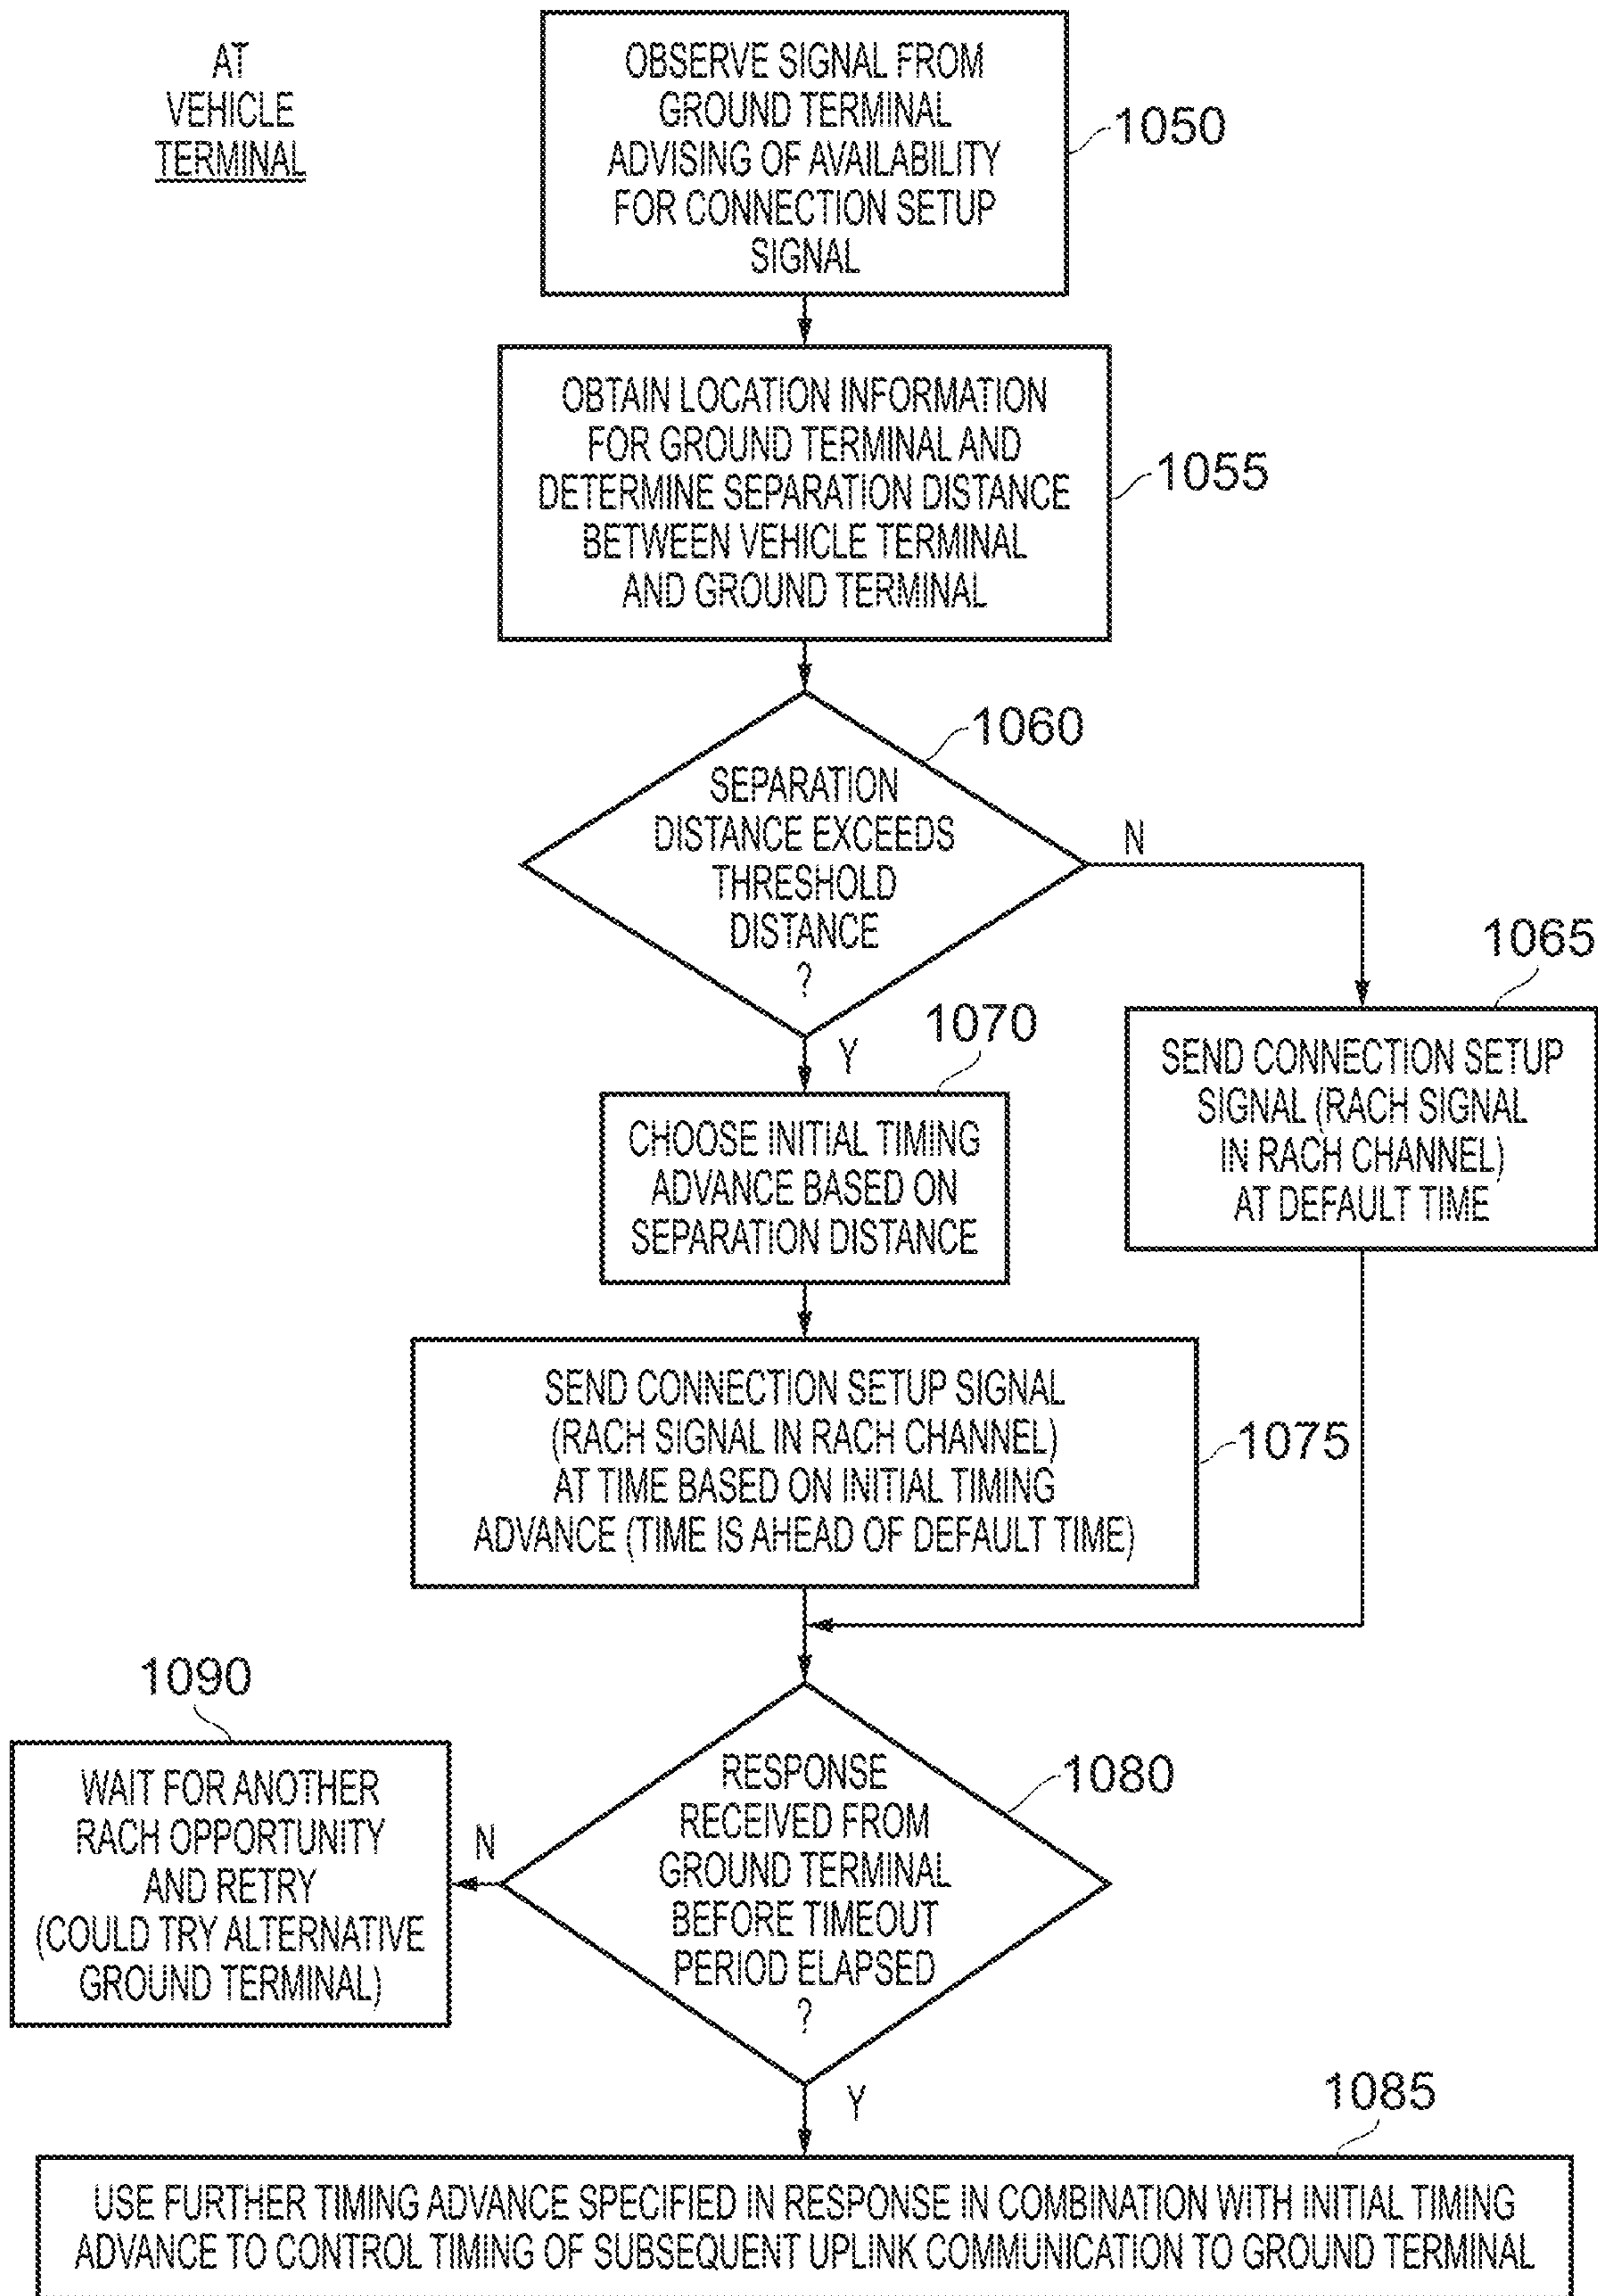 AT
VEHICLE
TERMINAL
OBSERVE SIGNAL FROM
GROUND TERMINAL
ADVISING OF AVAILABILITY
FOR CONNECTION SETUP
SIGNAL
1050
OBTAIN LOCATION INFORMATION
FOR GROUND TERMINAL AND
DETERMINE SEPARATION DISTANCE
BETWEEN VEHICLE TERMINAL
AND GROUND TERMINAL
1055
1060
SEPARATION
DISTANCE EXCEEDS
THRESHOLD
DISTANCE
?
N
Y
1065
SEND CONNECTION SETUP
SIGNAL (RACH SIGNAL
IN RACH CHANNEL)
AT DEFAULT TIME
1070
CHOOSE INITIAL TIMING
ADVANCE BASED ON
SEPARATION DISTANCE
SEND CONNECTION SETUP SIGNAL
(RACH SIGNAL IN RACH CHANNEL)
AT TIME BASED ON INITIAL TIMING
ADVANCE (TIME IS AHEAD OF DEFAULT TIME)
1075
1080
RESPONSE
RECEIVED FROM
GROUND TERMINAL
BEFORE TIMEOUT
PERIOD ELAPSED
?
N
1090
WAIT FOR ANOTHER
RACH OPPORTUNITY
AND RETRY
(COULD TRY ALTERNATIVE
GROUND TERMINAL)
Y
1085
USE FURTHER TIMING ADVANCE SPECIFIED IN RESPONSE IN COMBINATION WITH INITIAL TIMING
ADVANCE TO CONTROL TIMING OF SUBSEQUENT UPLINK COMMUNICATION TO GROUND TERMINAL